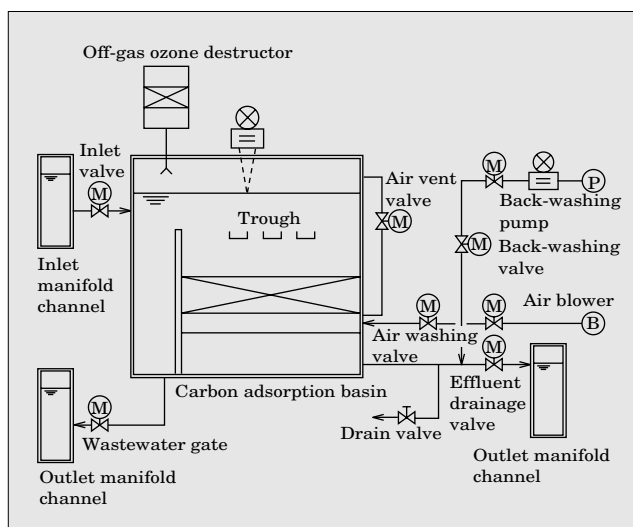 Off-gas ozone destructor
Inlet
valve
M
Inlet
manifold
channel
Trough
Air vent
valve
M
M
P
Back-washing
pump
M
Back-washing
valve
Air blower
M
M
B
Air washing
valve
M
Effluent
drainage
valve
Carbon adsorption basin
M
Wastewater gate
Drain valve
Outlet manifold
channel
Outlet manifold
channel